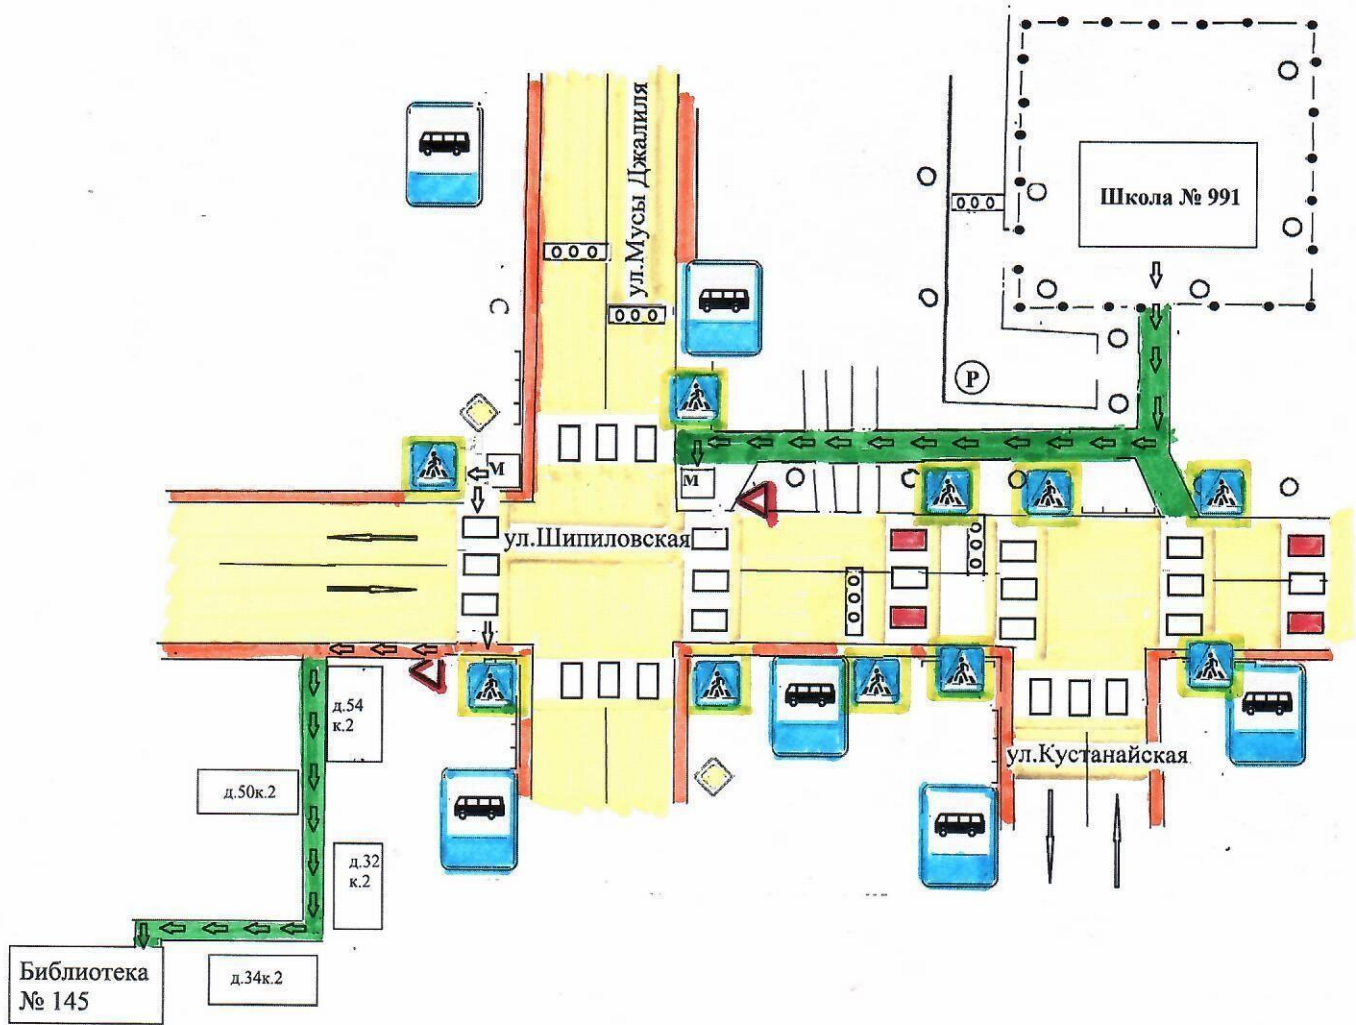 ул.Мусы Джалиля
Школа № 991
P
М
М
ул.Шипиловская
д.54
к.2
ул.Кустанайская
д.50к.2
д.32
к.2
Библиотека
№ 145
д.34к.2